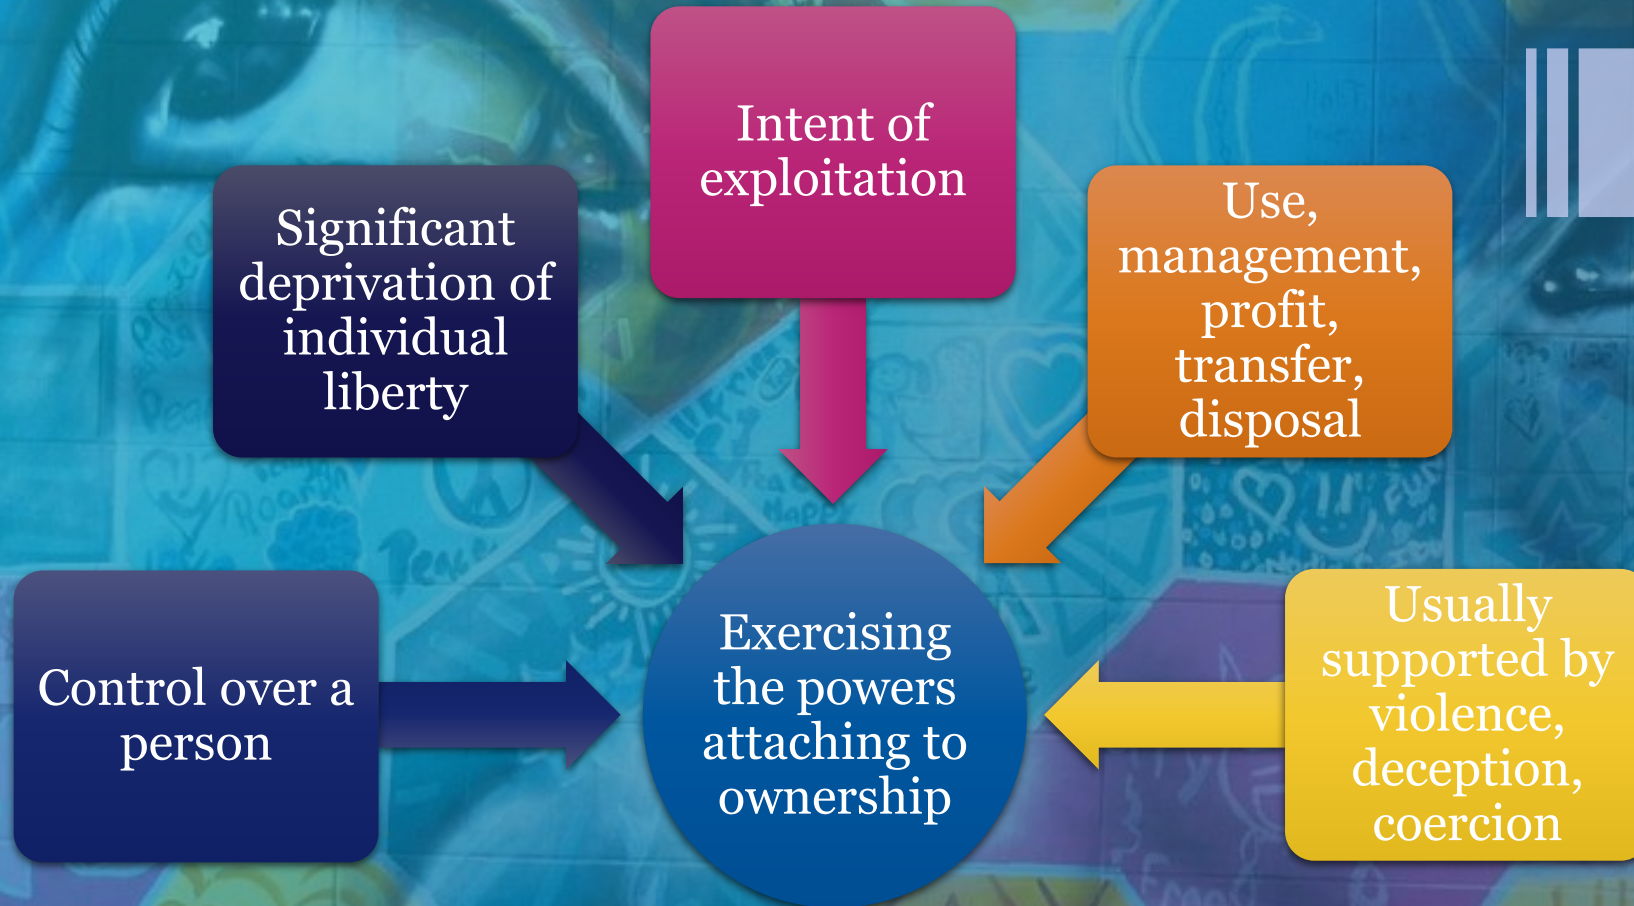 Intent of
exploitation
Significant
deprivation of
individual
liberty
Use,
management,
profit,
transfer,
disposal
Control over a
person
Exercising
the powers
attaching to
ownership
Usually
supported by
violence,
deception,
coercion
Peace